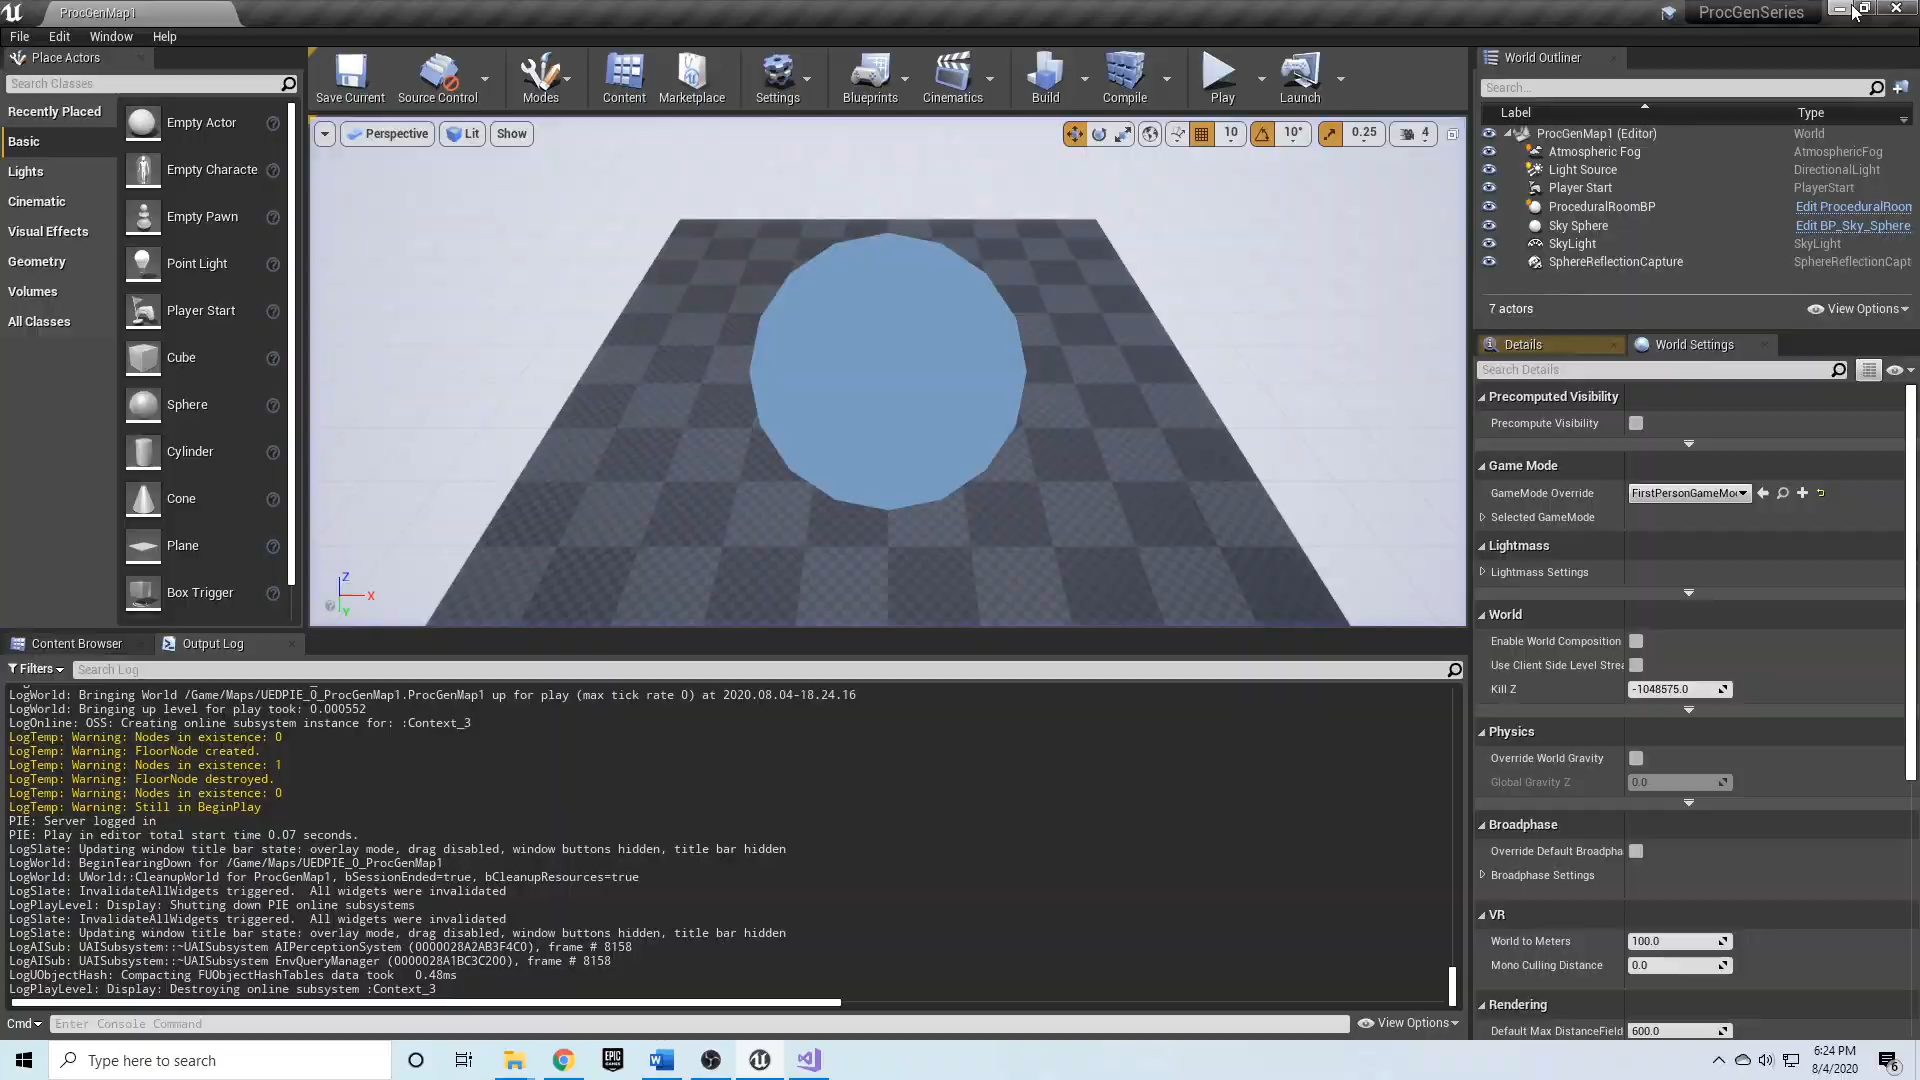 ProcGenMap1
ProcGenSeries
File Edit Window Help
Place Actors
Search Classes
Recently Placed
Basic
Lights
Cinematic
Visual Effects
Geometry
Volumes
All Classes
Empty Actor
Empty Characte
Empty Pawn
Point Light
Player Start
Cube
Sphere
Cylinder
Cone
Plane
Box Trigger
Save Current
Source Control
Modes
Content
Marketplace
Settings
Blueprints
Cinematics
Build
Compile
Play
Launch
Perspective
Lit
Show
10
10°
0.25
4
Z
X
Y
World Outliner
Search...
Label Type
ProcGenMap1 (Editor) World
Atmospheric Fog AtmosphericFog
Light Source DirectionalLight
Player Start PlayerStart
ProceduralRoomBP Edit ProceduralRoon
Sky Sphere Edit BP_Sky_Sphere
SkyLight SkyLight
SphereReflectionCapture SphereReflectionCapt
7 actors
View Options
Details
World Settings
Search Details
Precomputed Visibility
Precompute Visibility
Game Mode
GameMode Override FirstPersonGameMo
Selected GameMode
Lightmass
Lightmass Settings
World
Enable World Composition
Use Client Side Level Strea
Kill Z -1048575.0
Physics
Override World Gravity
Global Gravity Z 0.0
Broadphase
Override Default Broadpha
Broadphase Settings
VR
World to Meters 100.0
Mono Culling Distance 0.0
Rendering
Default Max DistanceField 600.0
Content Browser
Output Log
Filters
Search Log
LogWorld: Bringing World /Game/Maps/UEDPIE_0_ProcGenMap1.ProcGenMap1 up for play (max tick rate 0) at 2020.08.04-18.24.16
LogWorld: Bringing up level for play took: 0.000552
LogOnline: OSS: Creating online subsystem instance for: :Context_3
LogTemp: Warning: Nodes in existence: 0
LogTemp: Warning: FloorNode created.
LogTemp: Warning: Nodes in existence: 1
LogTemp: Warning: FloorNode destroyed.
LogTemp: Warning: Nodes in existence: 0
LogTemp: Warning: Still in BeginPlay
PIE: Server logged in
PIE: Play in editor total start time 0.07 seconds.
LogSlate: Updating window title bar state: overlay mode, drag disabled, window buttons hidden, title bar hidden
LogWorld: BeginTearingDown for /Game/Maps/UEDPIE_0_ProcGenMap1
LogWorld: UWorld::CleanupWorld for ProcGenMap1, bSessionEnded=true, bCleanupResources=true
LogSlate: InvalidateAllWidgets triggered.  All widgets were invalidated
LogPlayLevel: Display: Shutting down PIE online subsystems
LogSlate: InvalidateAllWidgets triggered.  All widgets were invalidated
LogSlate: Updating window title bar state: overlay mode, drag disabled, window buttons hidden, title bar hidden
LogAISub: UAISubsystem::~UAISubsystem AIPerceptionSystem (0000028A2AB3F4C0), frame # 8158
LogAISub: UAISubsystem::~UAISubsystem EnvQueryManager (0000028A1BC3C200), frame # 8158
LogUObjectHash: Compacting FUObjectHashTables data took   0.48ms
LogPlayLevel: Display: Destroying online subsystem :Context_3
Cmd
Enter Console Command
View Options
Type here to search
EPIC GAMES
6:24 PM
8/4/2020
6